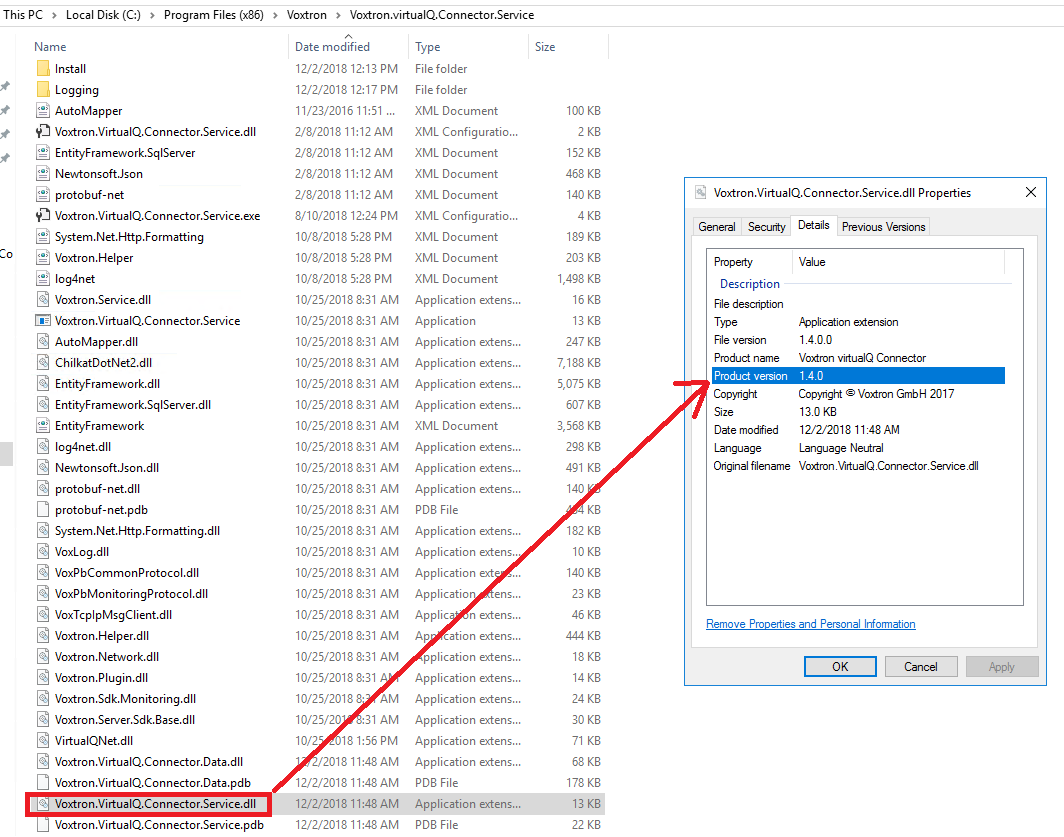 This PC > Local Disk (C:) > Program Files (x86) > Voxtron > Voxtron.virtualQ.Connector.Service
Name Date modified Type Size
Install 12/2/2018 12:13 PM File folder
Logging 12/2/2018 12:17 PM File folder
AutoMapper 11/23/2016 11:51 ... XML Document 100 KB
Voxtron.VirtualQ.Connector.Service.dll 2/8/2018 11:12 AM XML Configuratio... 2 KB
EntityFramework.SqlServer 2/8/2018 11:12 AM XML Document 152 KB
Newtonsoft.Json 2/8/2018 11:12 AM XML Document 468 KB
protobuf-net 2/8/2018 11:12 AM XML Document 140 KB
Voxtron.VirtualQ.Connector.Service.exe 8/10/2018 12:24 PM XML Configuratio... 4 KB
System.Net.Http.Formatting 10/8/2018 5:28 PM XML Document 189 KB
Co
Voxtron.Helper 10/8/2018 5:28 PM XML Document 203 KB
log4net 10/8/2018 5:28 PM XML Document 1,498 KB
Voxtron.Service.dll 10/25/2018 8:31 AM Application extens... 16 KB
Voxtron.VirtualQ.Connector.Service 10/25/2018 8:31 AM Application 13 KB
AutoMapper.dll 10/25/2018 8:31 AM Application extens... 247 KB
ChilkatDotNet2.dll 10/25/2018 8:31 AM Application extens... 7,188 KB
EntityFramework.dll 10/25/2018 8:31 AM Application extens... 5,075 KB
EntityFramework.SqlServer.dll 10/25/2018 8:31 AM Application extens... 607 KB
EntityFramework 10/25/2018 8:31 AM XML Document 3,568 KB
log4net.dll 10/25/2018 8:31 AM Application extens... 298 KB
Newtonsoft.Json.dll 10/25/2018 8:31 AM Application extens... 491 KB
protobuf-net.dll 10/25/2018 8:31 AM Application extens... 140 KB
protobuf-net.pdb 10/25/2018 8:31 AM PDB File KB
System.Net.Http.Formatting.dll 10/25/2018 8:31 AM Application extens... 182 KB
VoxLog.dll 10/25/2018 8:31 AM Application extens... 10 KB
VoxPbCommonProtocol.dll 10/25/2018 8:31 AM Application extens... 140 KB
VoxPbMonitoringProtocol.dll 10/25/2018 8:31 AM Application extens... 23 KB
VoxTcpIpMsgClient.dll 10/25/2018 8:31 AM Application extens... 46 KB
Voxtron.Helper.dll 10/25/2018 8:31 AM Application extens... 444 KB
Voxtron.Network.dll 10/25/2018 8:31 AM Application extens... 18 KB
Voxtron.Plugin.dll 10/25/2018 8:31 AM Application extens... 14 KB
Voxtron.Sdk.Monitoring.dll 10/25/2018 8:31 AM Application extens... 24 KB
Voxtron.Server.Sdk.Base.dll 10/25/2018 8:31 AM Application extens... 30 KB
VirtualQNet.dll 10/25/2018 1:56 PM Application extens... 71 KB
Voxtron.VirtualQ.Connector.Data.dll 12/2/2018 11:48 AM Application extens... 68 KB
Voxtron.VirtualQ.Connector.Data.pdb 12/2/2018 11:48 AM PDB File 178 KB
Voxtron.VirtualQ.Connector.Service.dll 12/2/2018 11:48 AM Application extens... 13 KB
Voxtron.VirtualQ.Connector.Service.pdb 12/2/2018 11:48 AM PDB File 22 KB
Voxtron.VirtualQ.Connector.Service.dll Properties
General Security Details Previous Versions
Property Value
Description
File description
Type Application extension
File version 1.4.0.0
Product name Voxtron virtualQ Connector
Product version 1.4.0
Copyright Copyright © Voxtron GmbH 2017
Size 13.0 KB
Date modified 12/2/2018 11:48 AM
Language Language Neutral
Original filename Voxtron.VirtualQ.Connector.Service.dll
Remove Properties and Personal Information
OK Cancel Apply